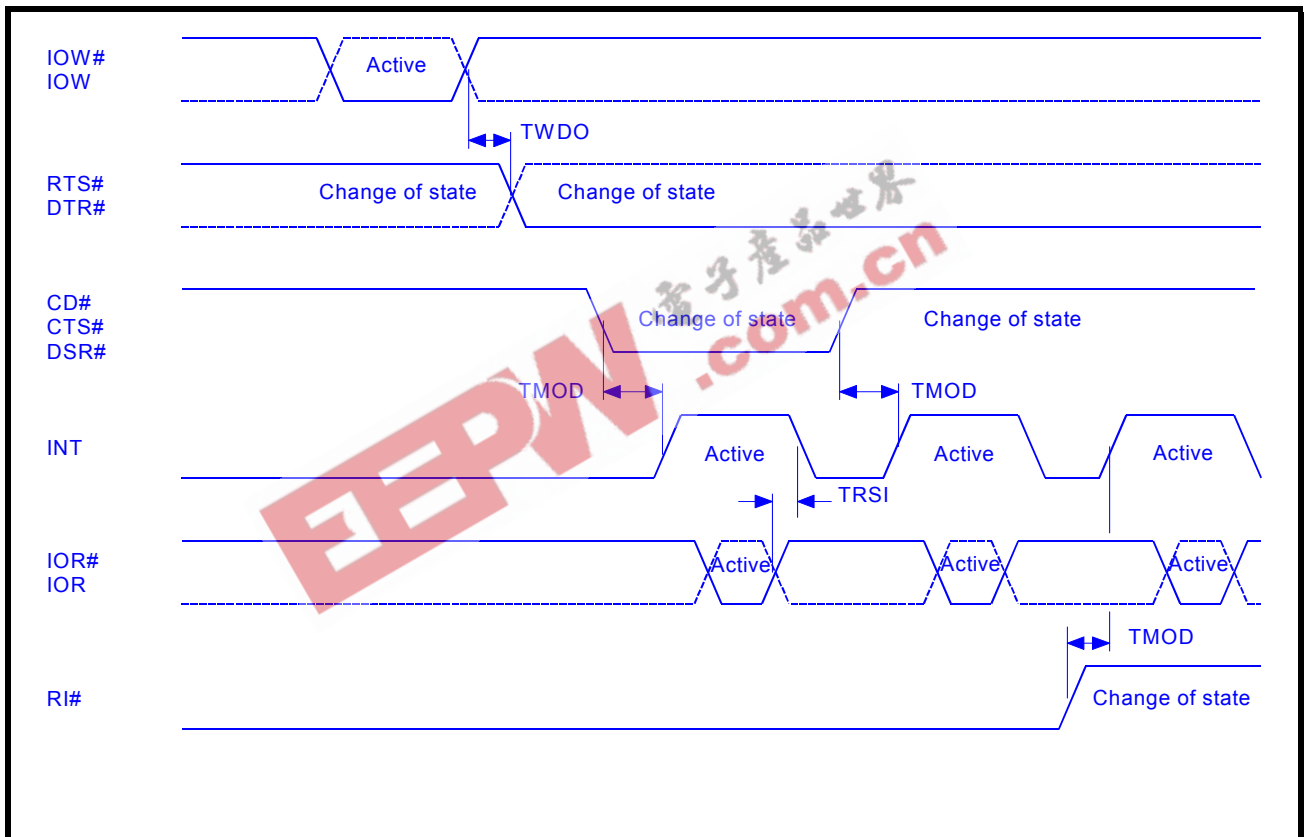 IOW#
IOW
Active
TWDO
RTS#
DTR#
Change of state
Change of state
CD#
CTS#
DSR#
Change of state
Change of state
TMOD
TMOD
INT
Active
Active
Active
TRSI
IOR#
IOR
Active
Active
Active
TMOD
RI#
Change of state
EEPW
電子產品世界
.com.cn